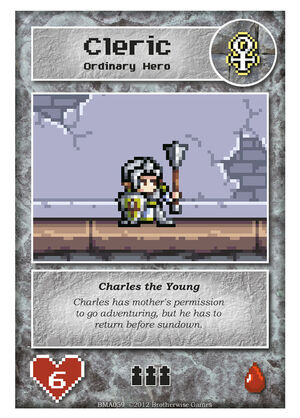 Cleric
Ordinary Hero
Charles the Young
Charles has mother's permission
to go adventuring, but he has to
return before sundown.
6
BMA059 ©2012 Brotherwise Games